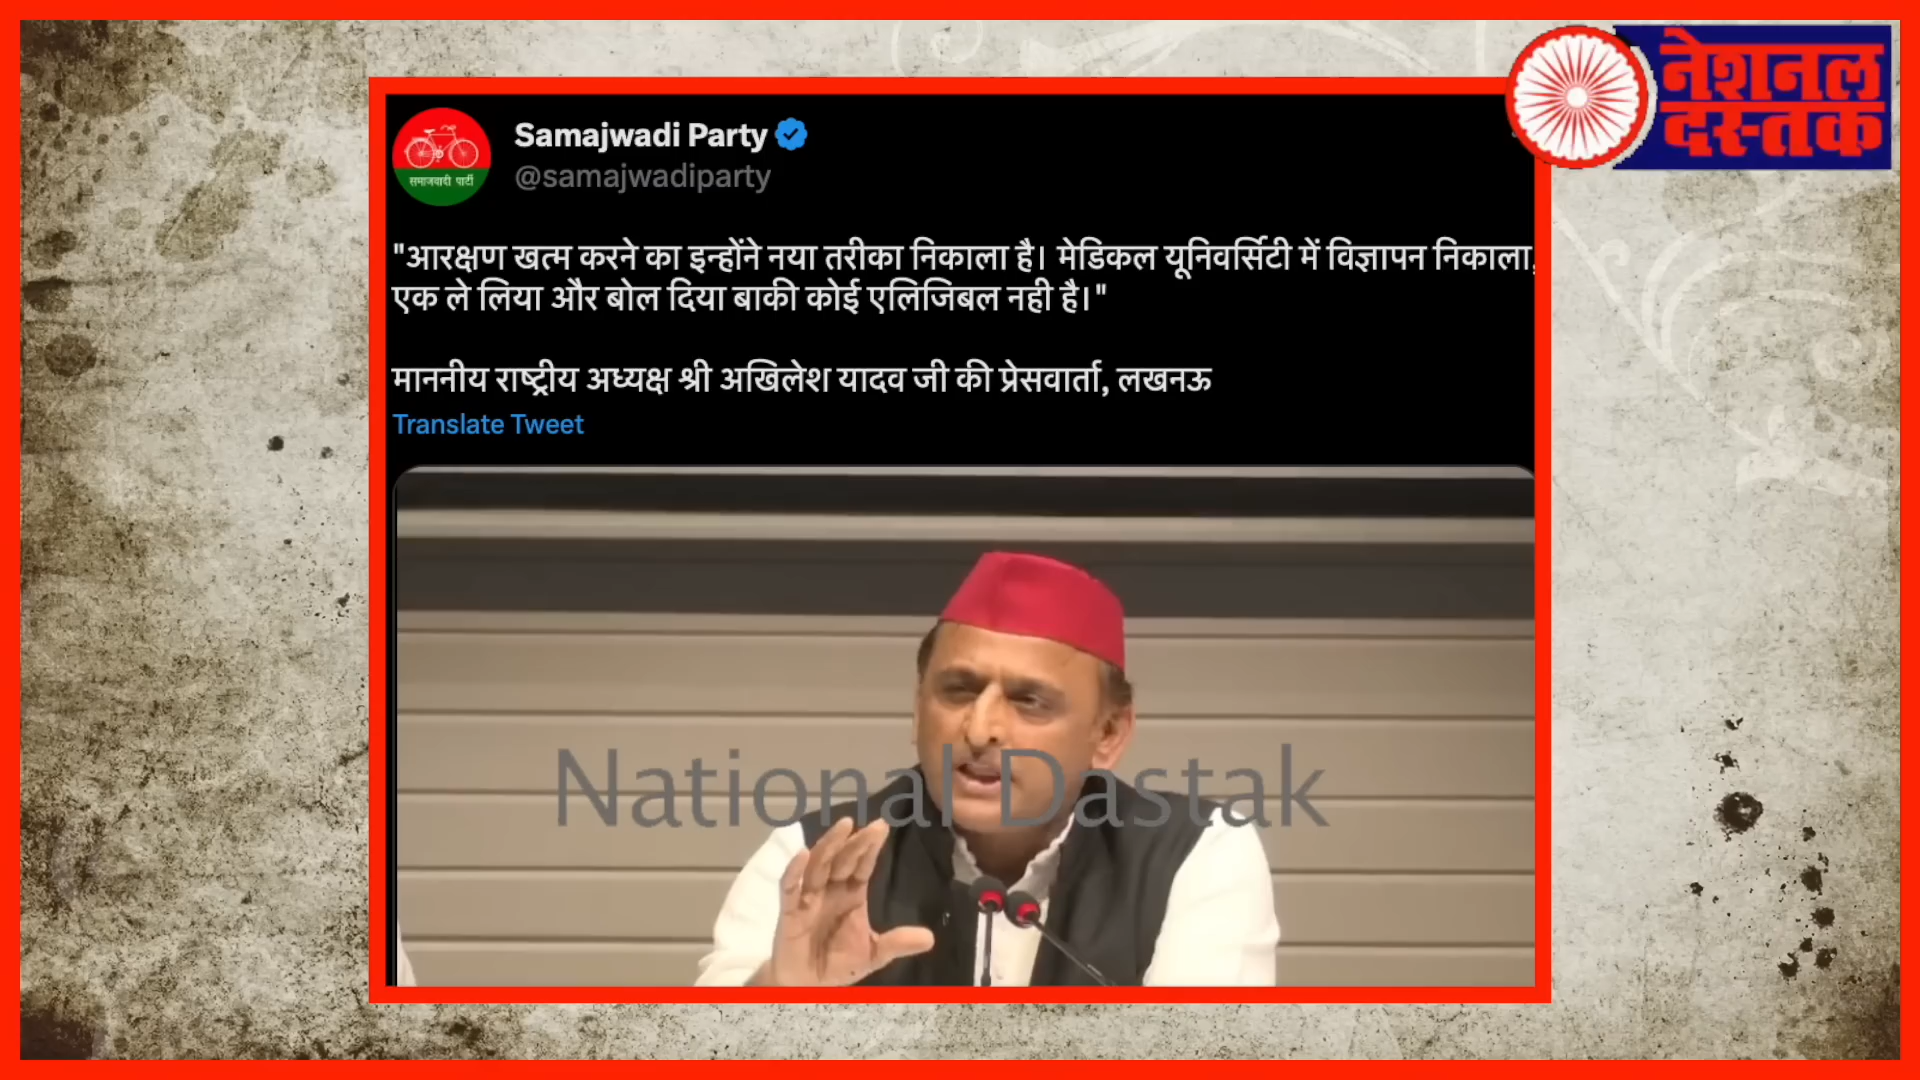 नेशनल
दस्तक
Samajwadi Party
@samajwadiparty
समाजवादी पार्टी
"आरक्षण खत्म करने का इन्होंने नया तरीका निकाला है। मेडिकल यूनिवर्सिटी में विज्ञापन निकाला,
एक ले लिया और बोल दिया बाकी कोई एलिजिबल नही है।"
माननीय राष्ट्रीय अध्यक्ष श्री अखिलेश यादव जी की प्रेसवार्ता, लखनऊ
Translate Tweet
National Dastak